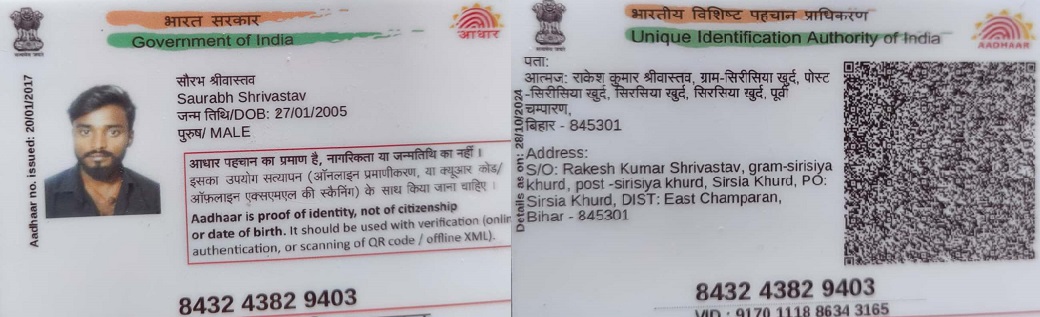 भारत सरकार
Government of India
आधार
Aadhaar no. issued: 20/01/2017
सौरभ श्रीवास्तव
Saurabh Shrivastav
जन्म तिथि/DOB: 27/01/2005
पुरुष/ MALE
आधार पहचान का प्रमाण है, नागरिकता या जन्मतिथि का नहीं ।
इसका उपयोग सत्यापन (ऑनलाइन प्रमाणीकरण, या क्यूआर कोड/
ऑफ़लाइन एक्सएमएल की स्कैनिंग) के साथ किया जाना चाहिए ।
Aadhaar is proof of identity, not of citizenship
or date of birth. It should be used with verification (onlin
authentication, or scanning of QR code / offline XML).
8432 4382 9403
भारतीय विशिष्ट पहचान प्राधिकरण
Unique Identification Authority of India
AADHAAR
Details as on: 28/10/2024
पता:
आत्मज: राकेश कुमार श्रीवास्तव, ग्राम-सिरीसिया खुर्द, पोस्ट
-सिरीसिया खुर्द, सिरसिया खुर्द, सिरसिया खुर्द, पूर्वी
चम्पारण,
बिहार - 845301
Address:
S/O: Rakesh Kumar Shrivastav, gram-sirisiya
khurd, post -sirisiya khurd, Sirsia Khurd, PO:
Sirsia Khurd, DIST: East Champaran,
Bihar - 845301
8432 4382 9403
VID : 9170 1118 8634 3165